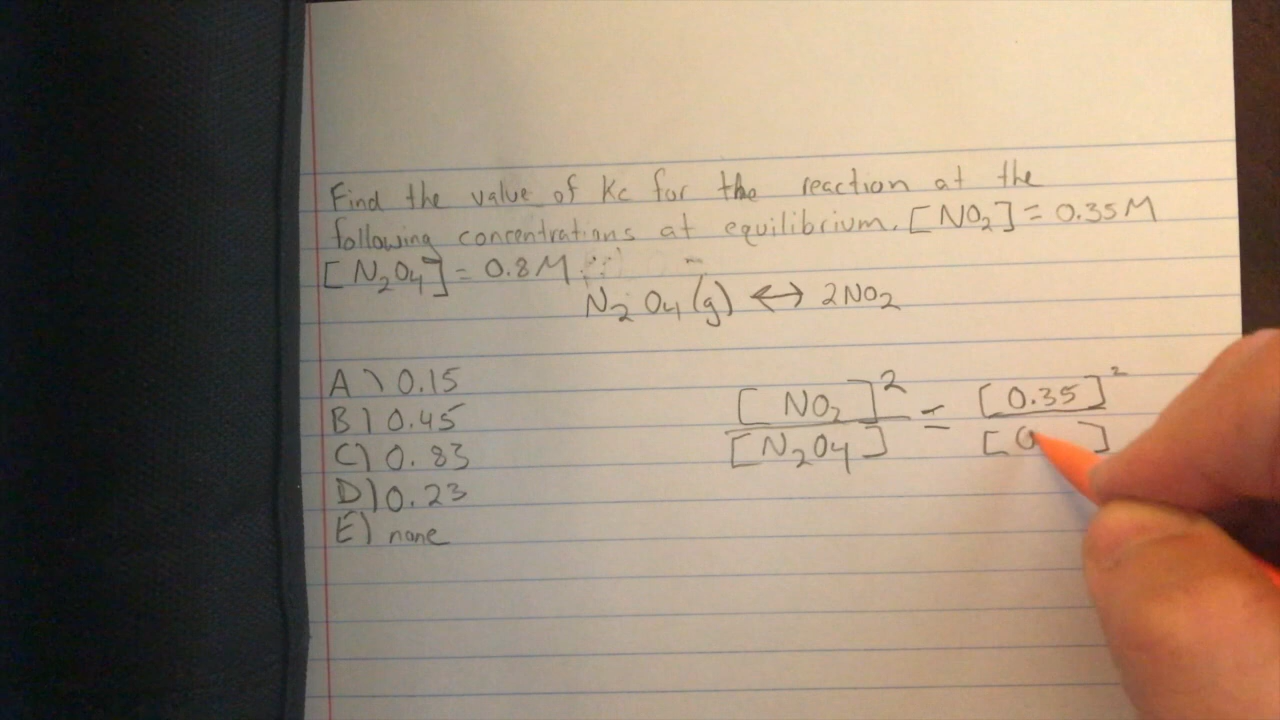 Find the value of Kc for the reaction at the
following concentrations at equilibrium. [NO₂] = 0.35M
[N₂O₄] = 0.8M
N₂O₄(g) ↔ 2NO₂
A) 0.15
B) 0.45
C) 0.83
D) 0.23
E) none
[NO₂]² / [N₂O₄] = [0.35]² / [0 ]